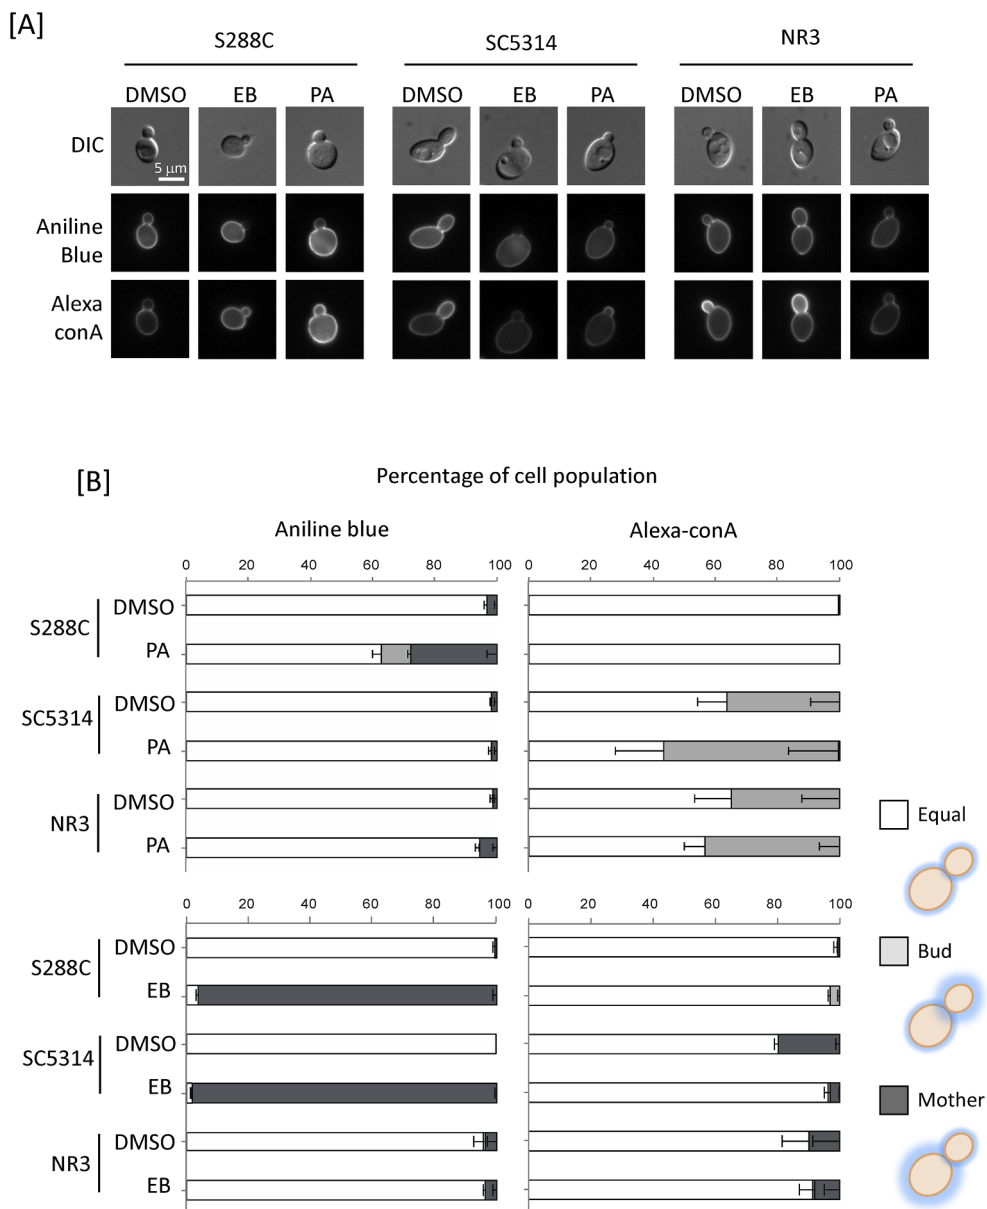 [A]
S288C SC5314 NR3
DMSO EB PA DMSO EB PA DMSO EB PA
DIC
5 μm
Aniline
Blue
Alexa
conA
[B] Percentage of cell population
Aniline blue Alexa-conA
0 20 40 60 80 100 0 20 40 60 80 100
S288C
DMSO
PA
SC5314
DMSO
PA
NR3
DMSO
PA
Equal
0 20 40 60 80 100 0 20 40 60 80 100
S288C
DMSO
EB
Bud
SC5314
DMSO
EB
Mother
NR3
DMSO
EB